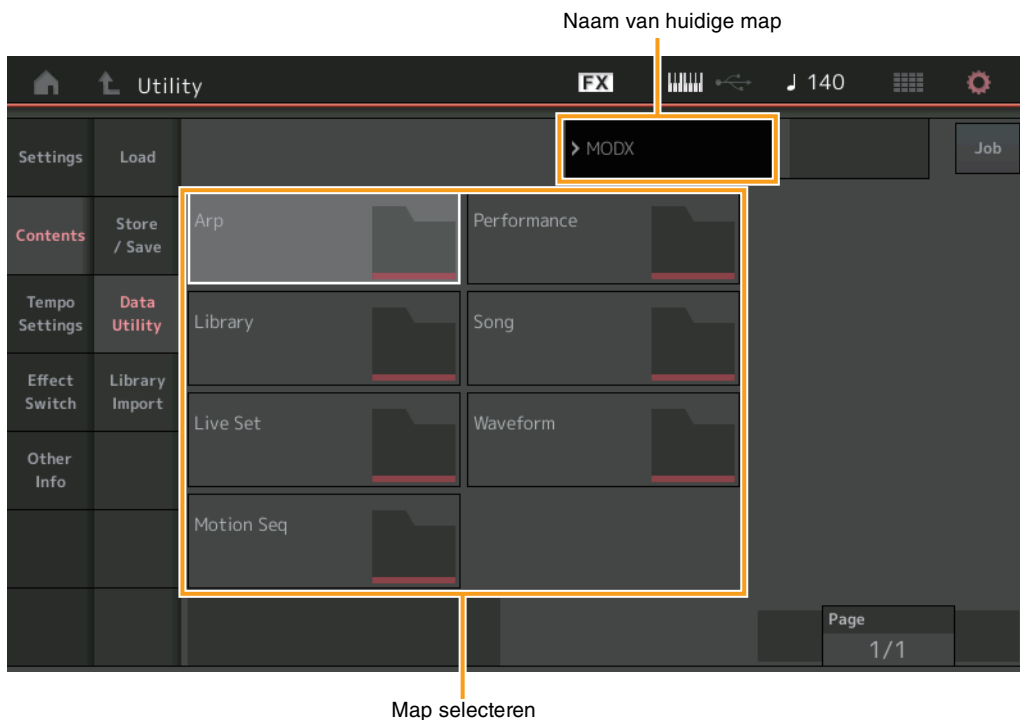 Naam van huidige map
Utility
FX
140
Settings
Load
> MODX
Job
Contents
Store
/ Save
Arp
Performance
Tempo
Settings
Data
Utility
Library
Song
Effect
Switch
Library
Import
Live Set
Waveform
Other
Info
Motion Seq
Page
1/1
Map selecteren